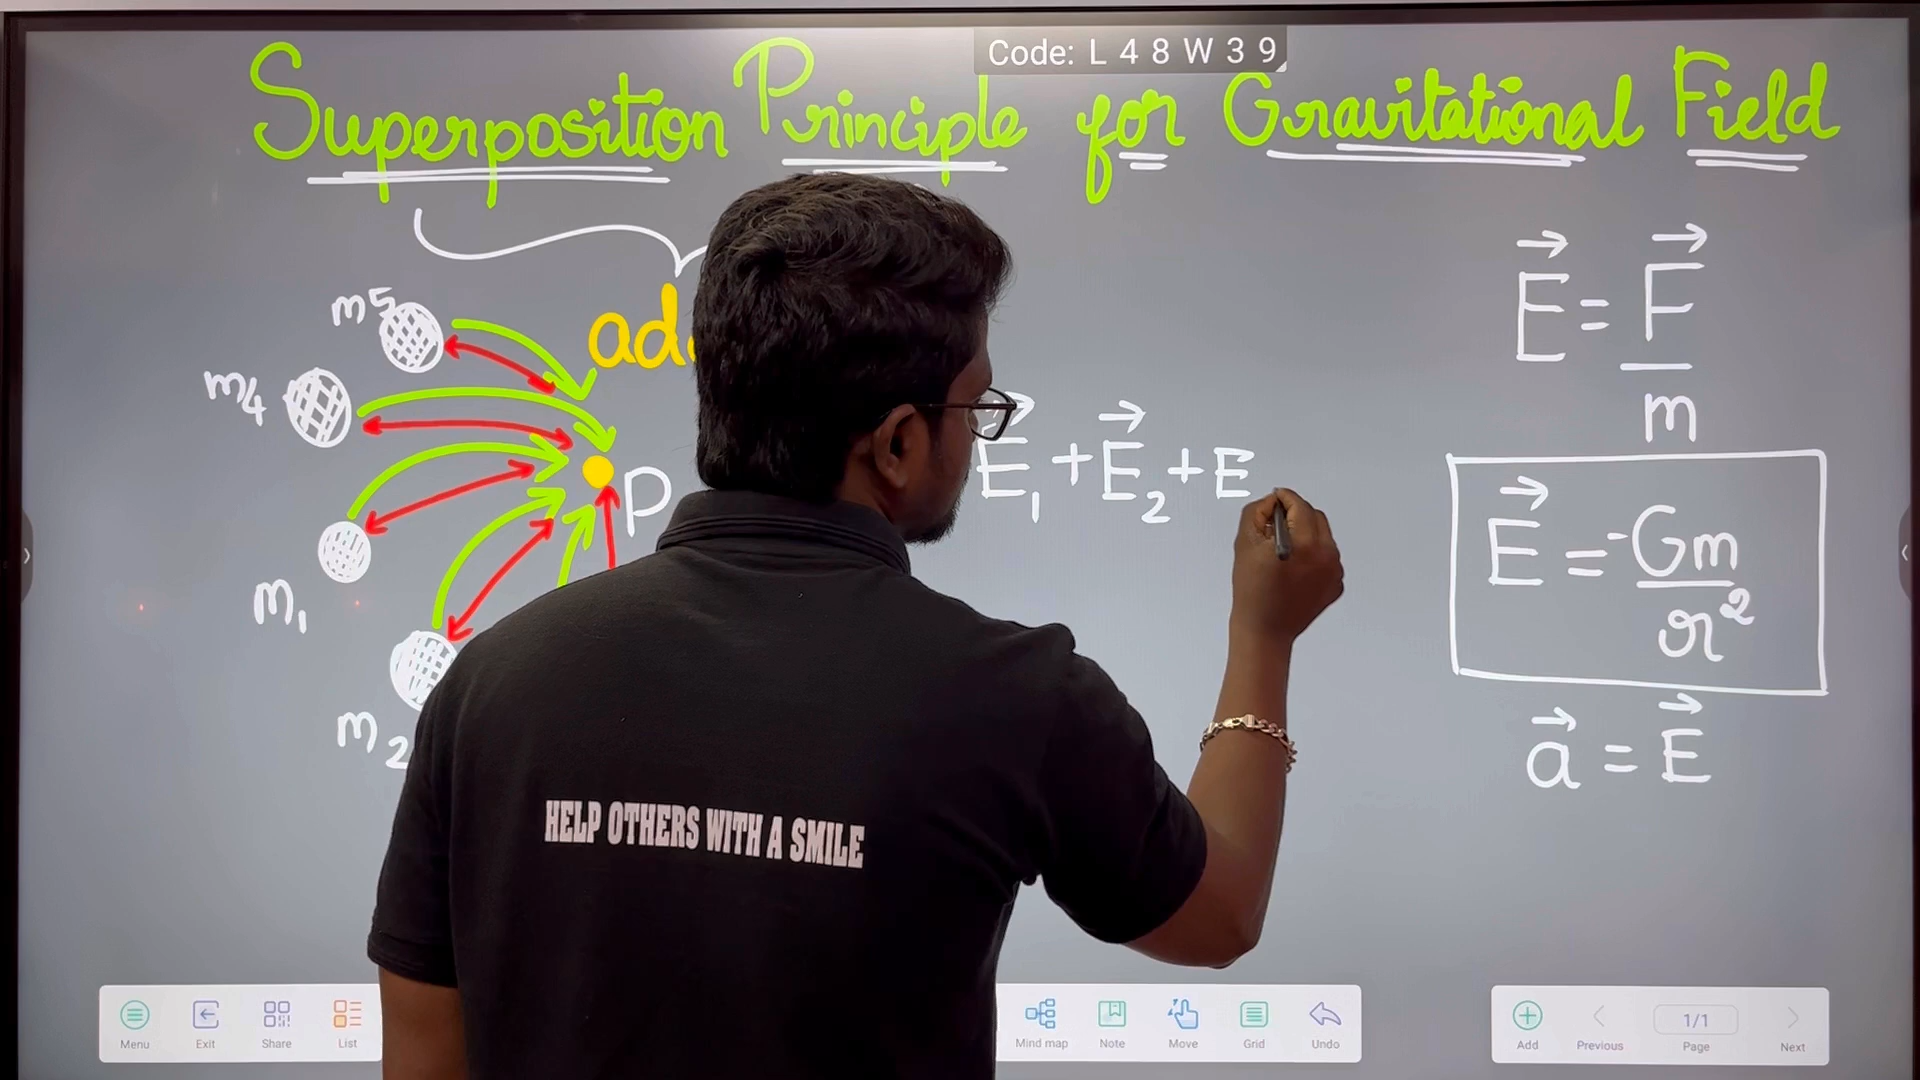 Code: L 4 8 W 3 9
Superposition Principle for Gravitational Field
m5
m4
m1
m2
P
E1 + E2 + E
E = F
m
E = -Gm
r²
a = E
HELP OTHERS WITH A SMILE
Menu Exit Share List Mind map Note Move Grid Undo Add Previous 1/1 Page Next